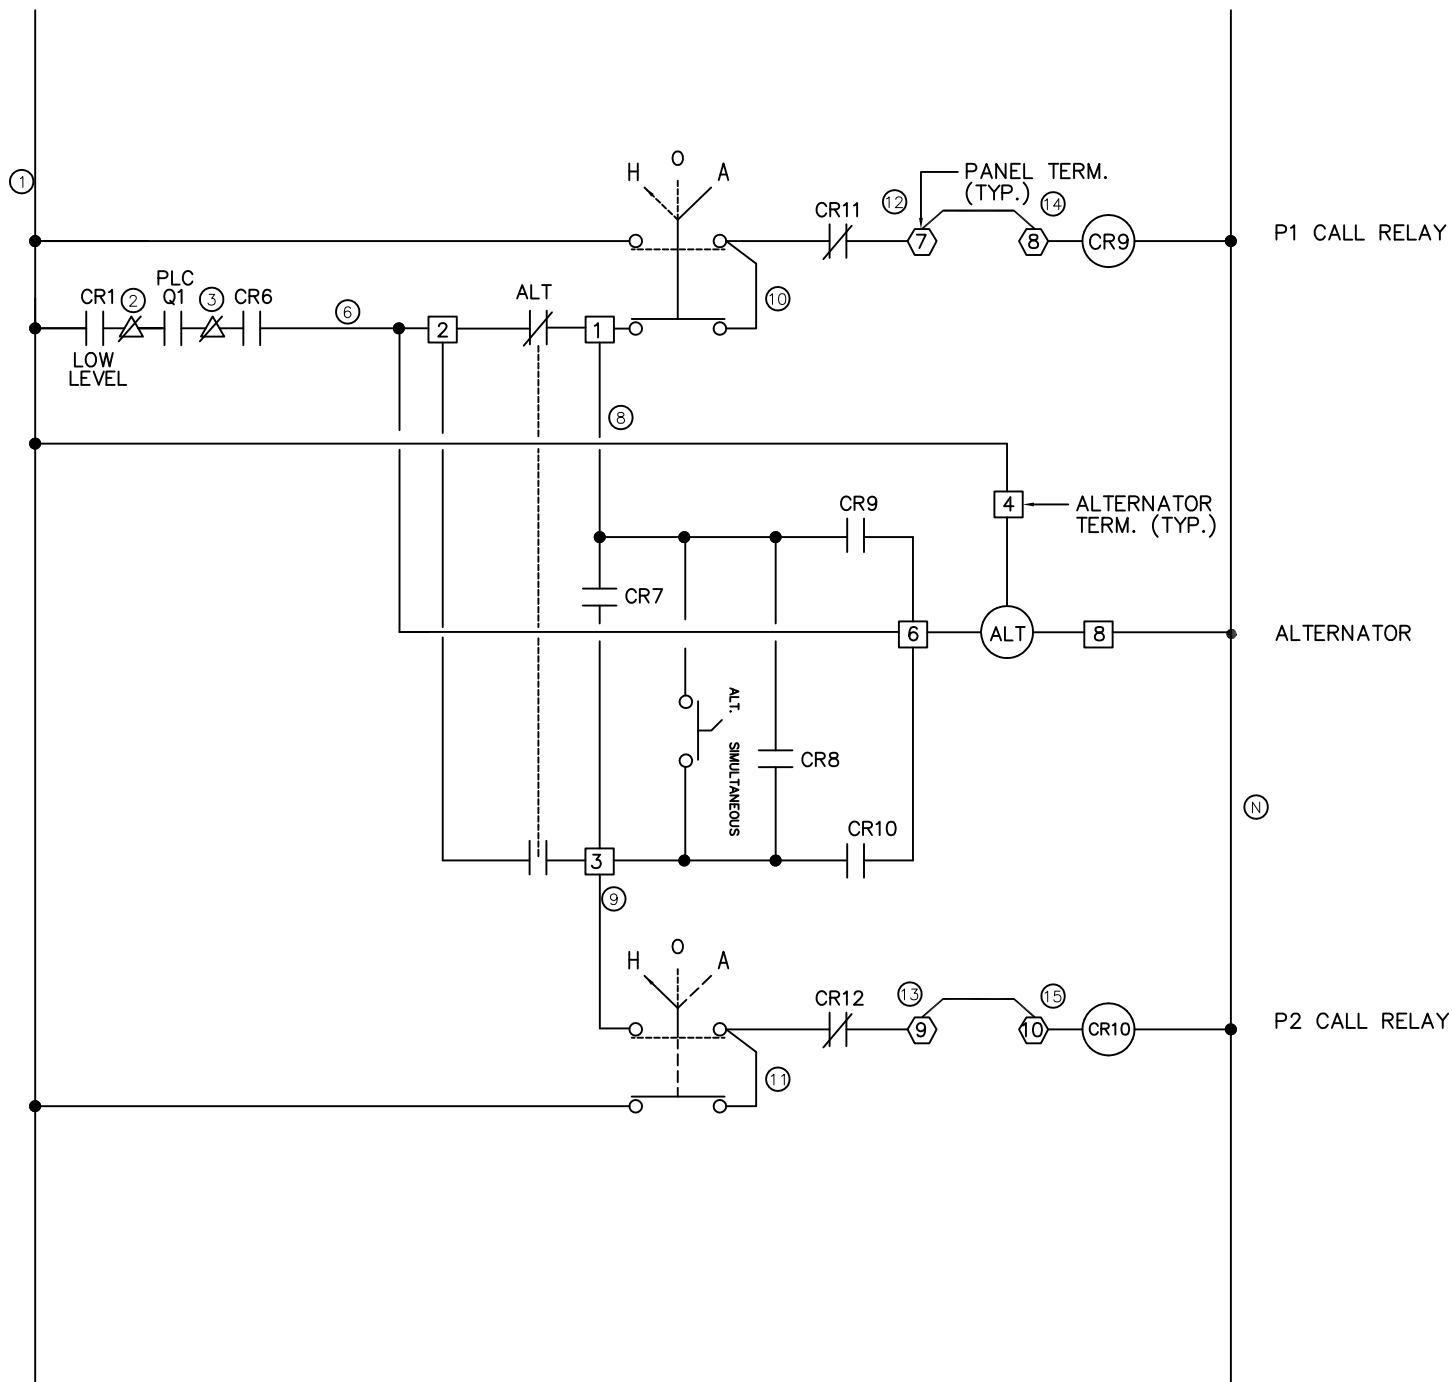 O
H A
PANEL TERM.
(TYP.)
1
CR11 12 14
7 8 CR9
P1 CALL RELAY
PLC
CR1 2 Q1 3 CR6
6
ALT
10
2 1
LOW
LEVEL
8
CR9
4
ALTERNATOR
TERM. (TYP.)
CR7
6 ALT 8
ALTERNATOR
ALT. SIMULTANEOUS
CR8
N
CR10
3
9
O
H A
CR12 13 15
9 10 CR10
P2 CALL RELAY
11